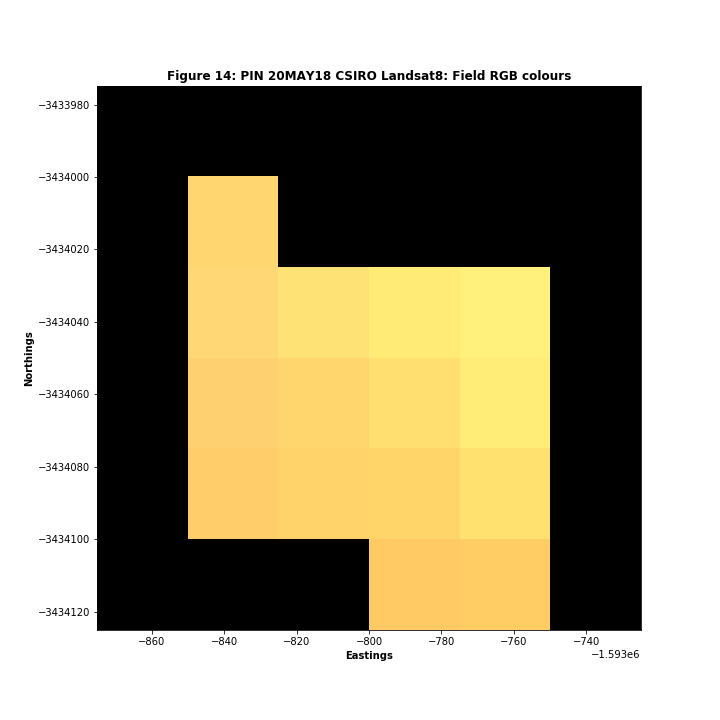 Figure 14: PIN 20MAY18 CSIRO Landsat8: Field RGB colours
−3433980
−3434000
−3434020
−3434040
−3434060
−3434080
−3434100
−3434120
Northings
−860 −840 −820 −800 −780 −760 −740
Eastings
−1.593e6